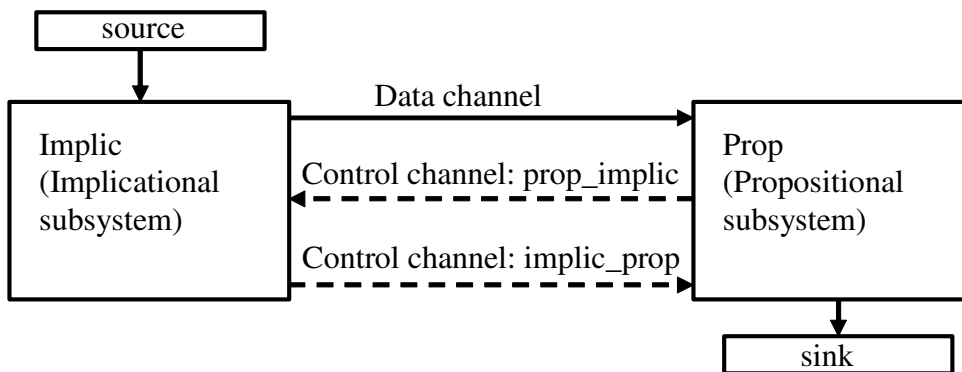 source
Data channel
Implic
(Implicational
subsystem)
Control channel: prop_implic
Control channel: implic_prop
Prop
(Propositional
subsystem)
sink